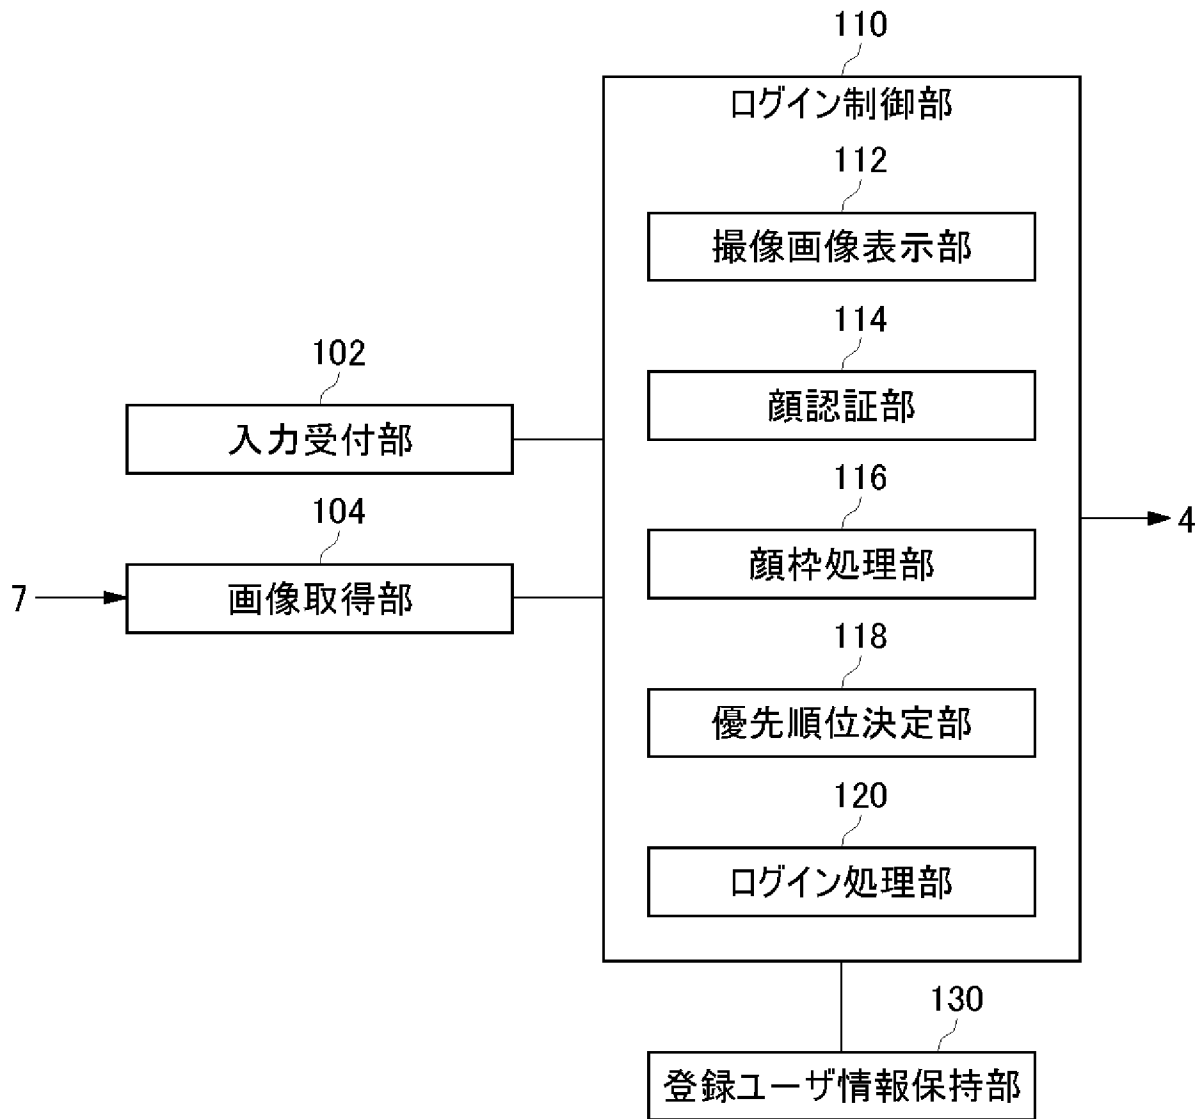 110
ログイン制御部
112
撮像画像表示部
114
顔認証部
102
入力受付部
116
顔枠処理部
4
104
7
画像取得部
118
優先順位決定部
120
ログイン処理部
130
登録ユーザ情報保持部